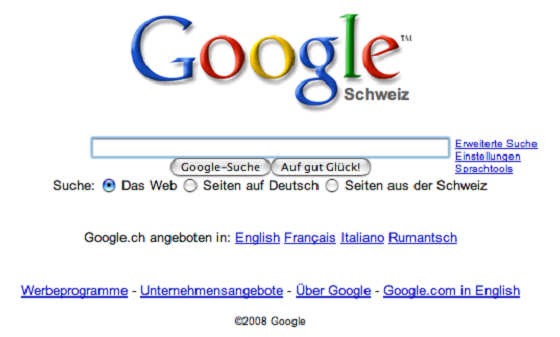 Google™
Schweiz
Erweiterte Suche
Einstellungen
Google-Suche Auf gut Glück! Sprachtools
Suche: Das Web Seiten auf Deutsch Seiten aus der Schweiz
Google.ch angeboten in: English Français Italiano Rumantsch
Werbeprogramme - Unternehmensangebote - Über Google - Google.com in English
©2008 Google